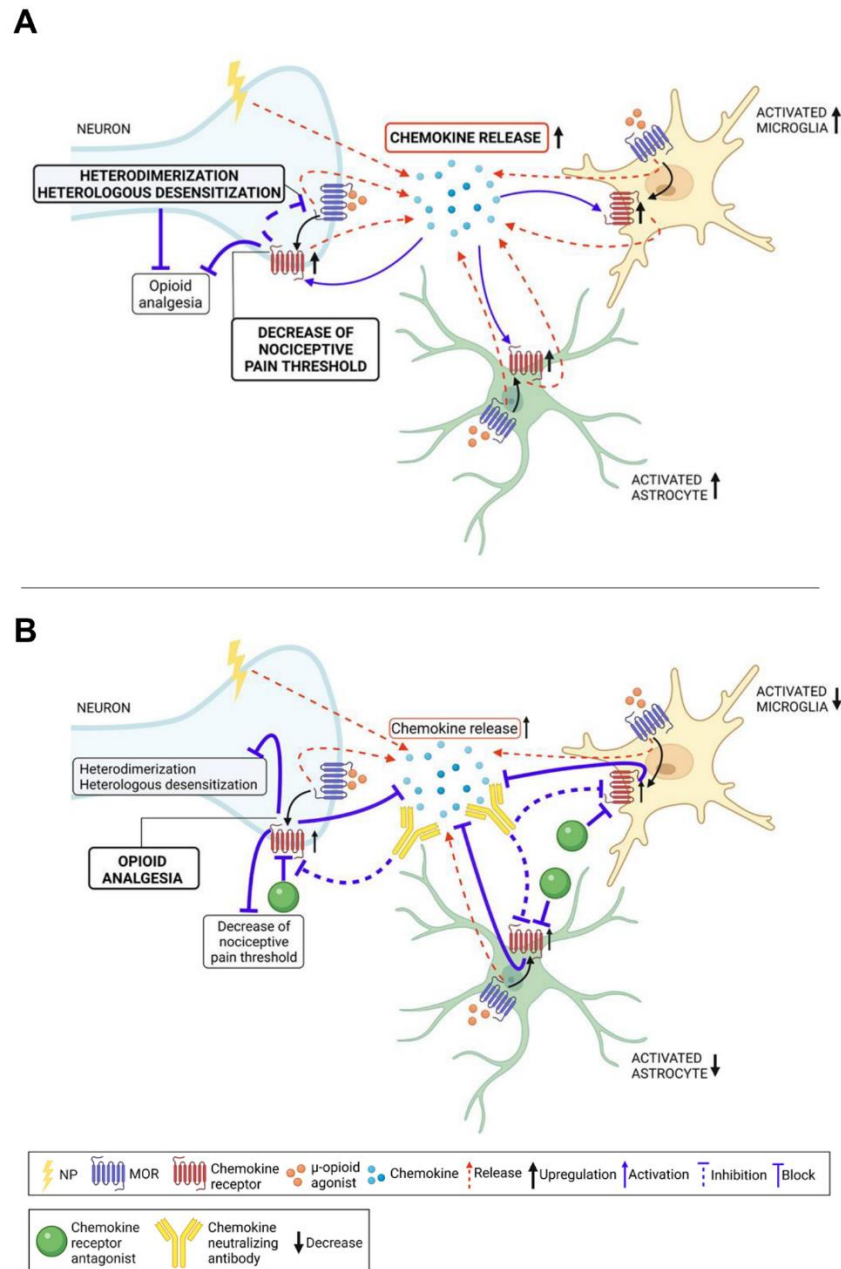 A
NEURON
HETERODIMERIZATION
HETEROLOGOUS DESENSITIZATION
Opioid
analgesia
DECREASE OF
NOCICEPTIVE
PAIN THRESHOLD
CHEMOKINE RELEASE
ACTIVATED
MICROGLIA
ACTIVATED
ASTROCYTE
B
NEURON
Heterodimerization
Heterologous desensitization
OPIOID
ANALGESIA
Decrease of
nociceptive
pain threshold
Chemokine release
ACTIVATED
MICROGLIA
ACTIVATED
ASTROCYTE
NP
MOR
Chemokine
receptor
μ-opioid
agonist
Chemokine
Release
Upregulation
Activation
Inhibition
Block
Chemokine
receptor
antagonist
Chemokine
neutralizing
antibody
Decrease